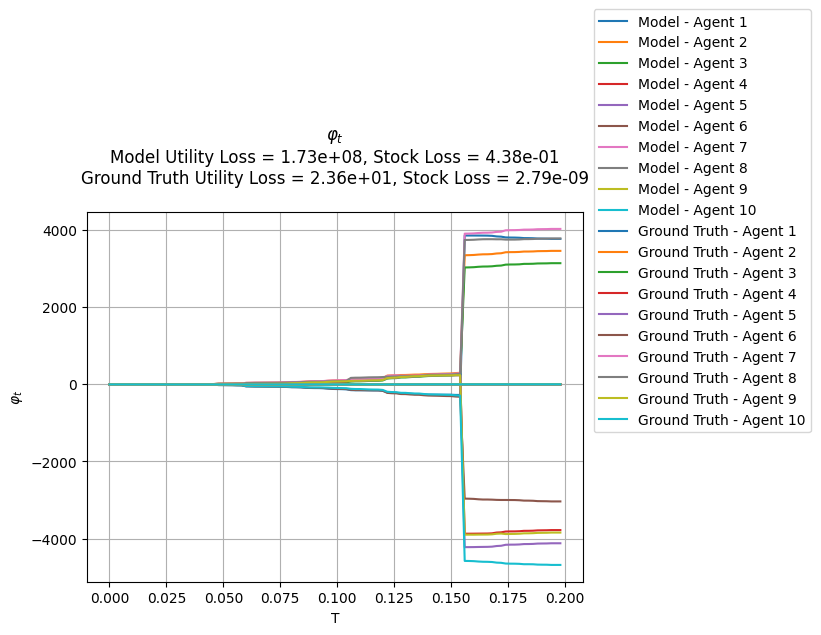 φt
Model Utility Loss = 1.73e+08, Stock Loss = 4.38e-01
Ground Truth Utility Loss = 2.36e+01, Stock Loss = 2.79e-09
4000
2000
0
−2000
−4000
φt
0.000 0.025 0.050 0.075 0.100 0.125 0.150 0.175 0.200
T
Model - Agent 1
Model - Agent 2
Model - Agent 3
Model - Agent 4
Model - Agent 5
Model - Agent 6
Model - Agent 7
Model - Agent 8
Model - Agent 9
Model - Agent 10
Ground Truth - Agent 1
Ground Truth - Agent 2
Ground Truth - Agent 3
Ground Truth - Agent 4
Ground Truth - Agent 5
Ground Truth - Agent 6
Ground Truth - Agent 7
Ground Truth - Agent 8
Ground Truth - Agent 9
Ground Truth - Agent 10